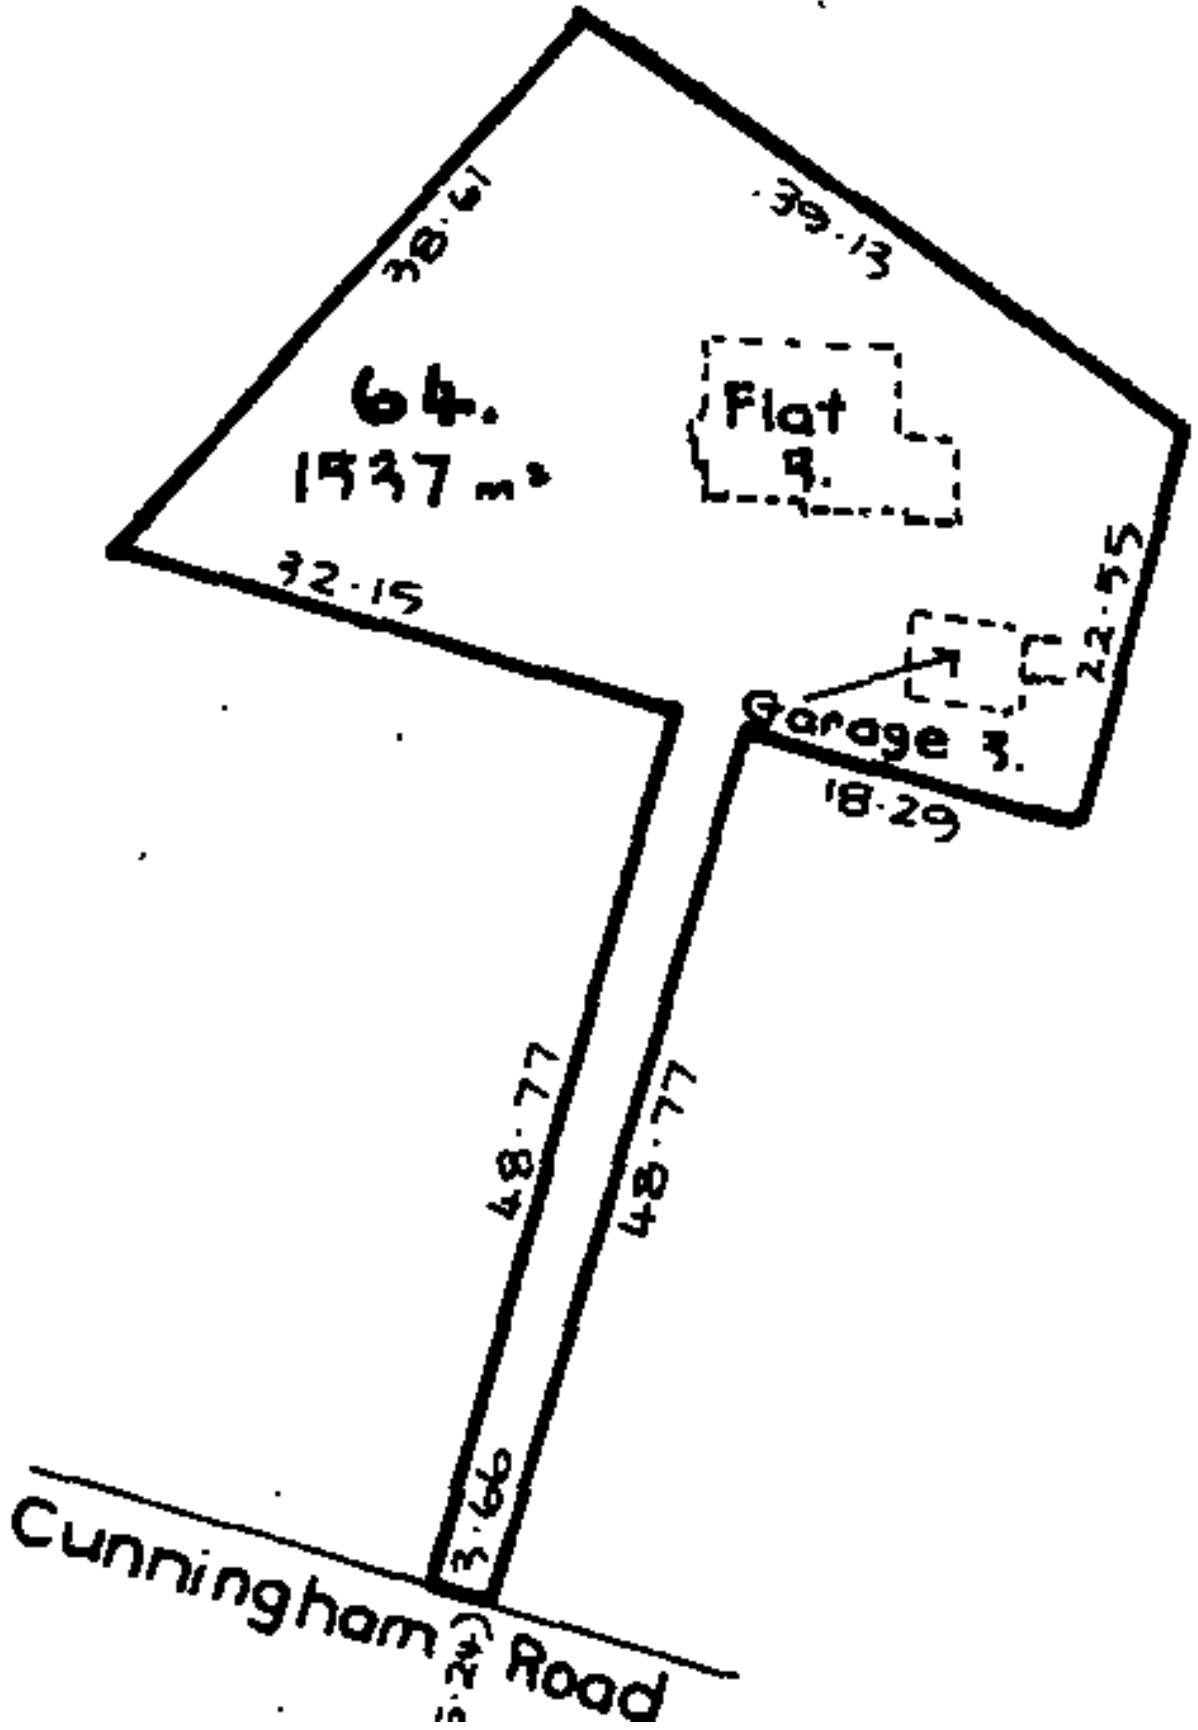 38.61
.39.13
64.
1537 m²
Flat
3.
32.15
22.55
Garage 3.
18.29
48.77
48.77
3.66
Cunningham Road